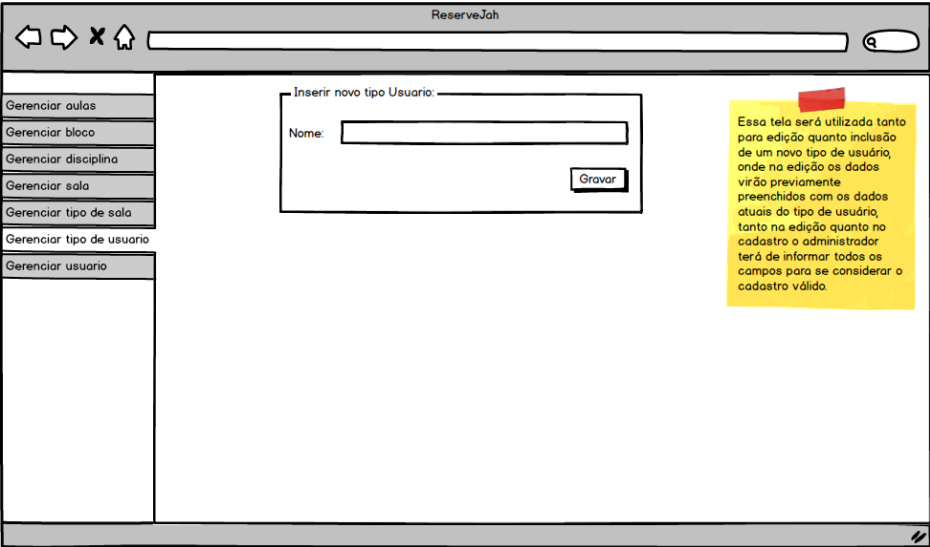 ReserveJah
Gerenciar aulas
Gerenciar bloco
Gerenciar disciplina
Gerenciar sala
Gerenciar tipo de sala
Gerenciar tipo de usuario
Gerenciar usuario
Inserir novo tipo Usuario:
Nome:
Gravar
Essa tela será utilizada tanto
para edição quanto inclusão
de um novo tipo de usuário,
onde na edição os dados
virão previamente
preenchidos com os dados
atuais do tipo de usuário,
tanto na edição quanto no
cadastro o administrador
terá de informar todos os
campos para se considerar o
cadastro válido.